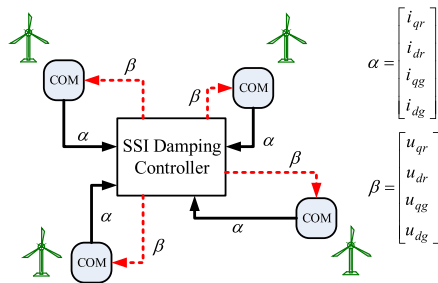 COM
β
β
COM
α
α
SSI Damping
Controller
β
α
β
α
COM
COM
α = [i_qr
i_dr
i_qg
i_dg]
β = [u_qr
u_dr
u_qg
u_dg]